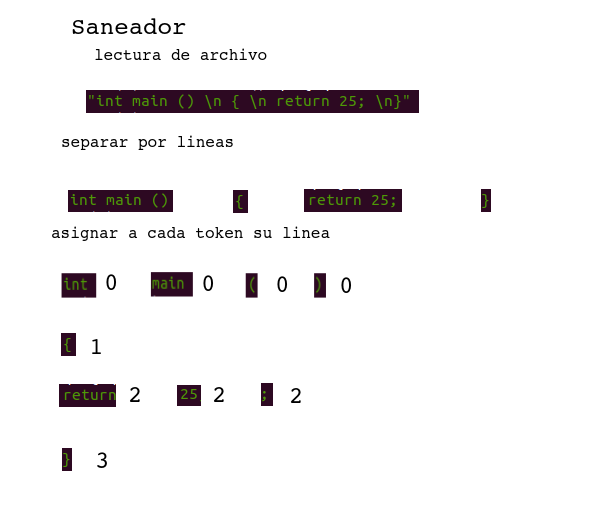 Saneador
lectura de archivo
"int main () \n { \n return 25; \n}"
separar por lineas
int main () { return 25; }
asignar a cada token su linea
int 0 main 0 ( 0 ) 0
{ 1
return 2 25 2 ; 2
} 3